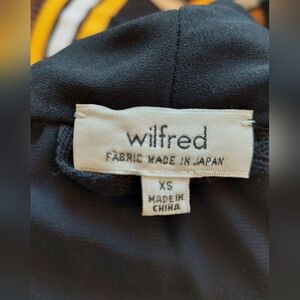 wilfred
FABRIC MADE IN JAPAN
XS
MADE IN
CHINA